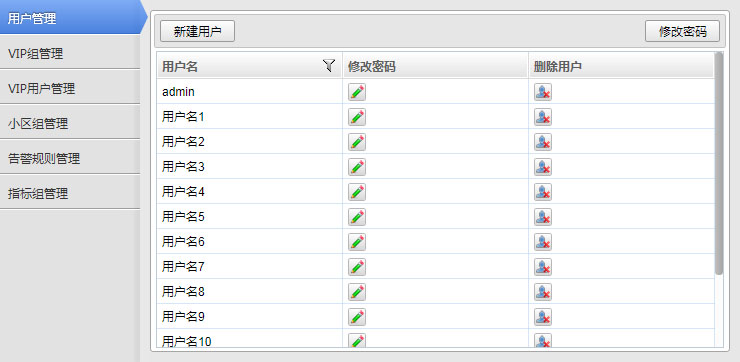 用户管理
VIP组管理
VIP用户管理
小区组管理
告警规则管理
指标组管理
新建用户 修改密码
用户名 修改密码 删除用户
admin
用户名1
用户名2
用户名3
用户名4
用户名5
用户名6
用户名7
用户名8
用户名9
用户名10